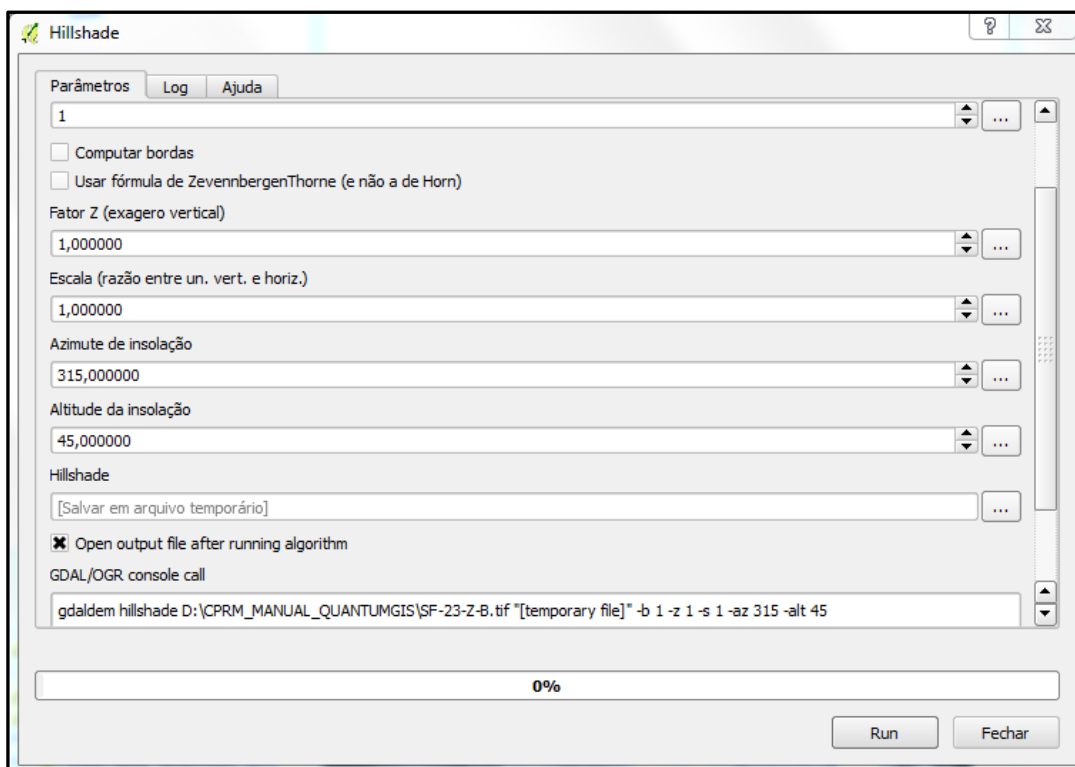 Hillshade
Parâmetros Log Ajuda
1 ...
Computar bordas
Usar fórmula de ZevennbergenThorne (e não a de Horn)
Fator Z (exagero vertical)
1,000000 ...
Escala (razão entre un. vert. e horiz.)
1,000000 ...
Azimute de insolação
315,000000 ...
Altitude da insolação
45,000000 ...
Hillshade
[Salvar em arquivo temporário] ...
Open output file after running algorithm
GDAL/OGR console call
gdaldem hillshade D:\CPRM_MANUAL_QUANTUMGIS\SF-23-Z-B.tif "[temporary file]" -b 1 -z 1 -s 1 -az 315 -alt 45
0%
Run Fechar